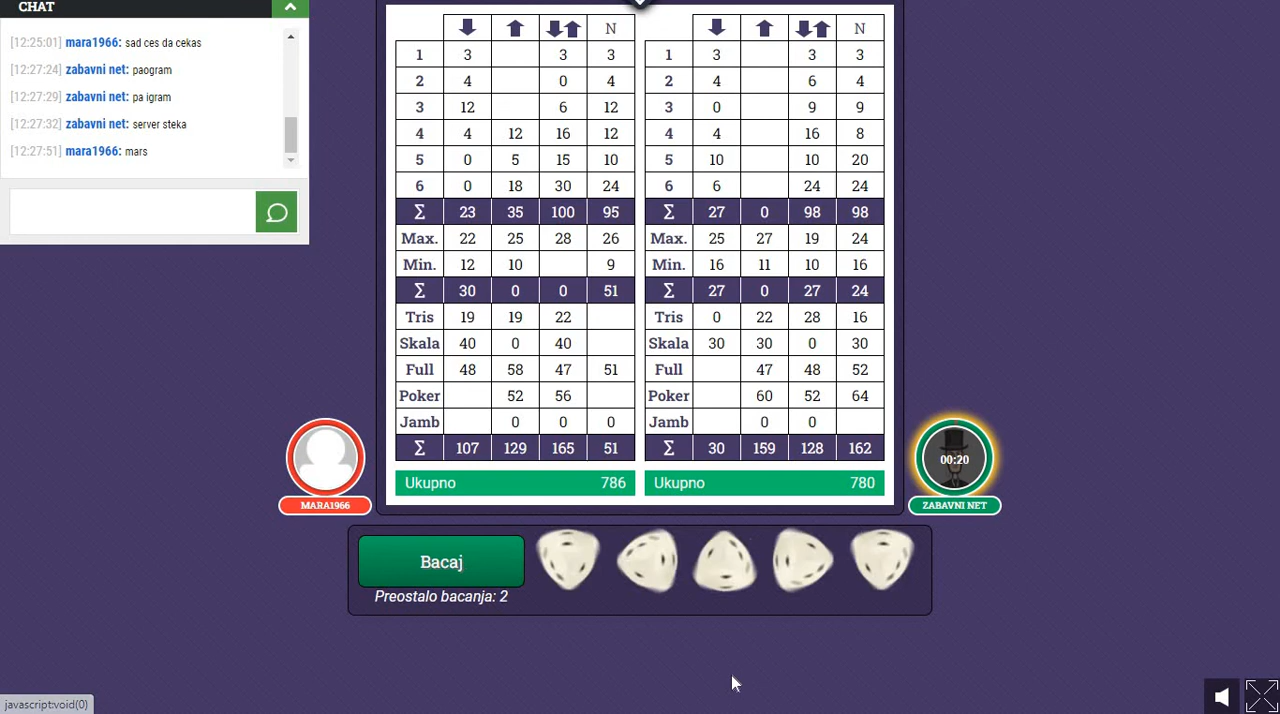 CHAT
[12:25:01] mara1966: sad ces da cekas
[12:27:24] zabavni net: paogram
[12:27:29] zabavni net: pa igram
[12:27:32] zabavni net: server steka
[12:27:51] mara1966: mars
N
1 3 3 3
2 4 0 4
3 12 6 12
4 4 12 16 12
5 0 5 15 10
6 0 18 30 24
Σ 23 35 100 95
Max. 22 25 28 26
Min. 12 10 9
Σ 30 0 0 51
Tris 19 19 22
Skala 40 0 40
Full 48 58 47 51
Poker 52 56
Jamb 0 0 0
Σ 107 129 165 51
Ukupno 786
N
1 3 3 3
2 4 6 4
3 0 9 9
4 4 16 8
5 10 10 20
6 6 24 24
Σ 27 0 98 98
Max. 25 27 19 24
Min. 16 11 10 16
Σ 27 0 27 24
Tris 0 22 28 16
Skala 30 30 0 30
Full 47 48 52
Poker 60 52 64
Jamb 0 0
Σ 30 159 128 162
Ukupno 780
MARA1966
00:20
ZABAVNI NET
Bacaj
Preostalo bacanja: 2
javascript:void(0)